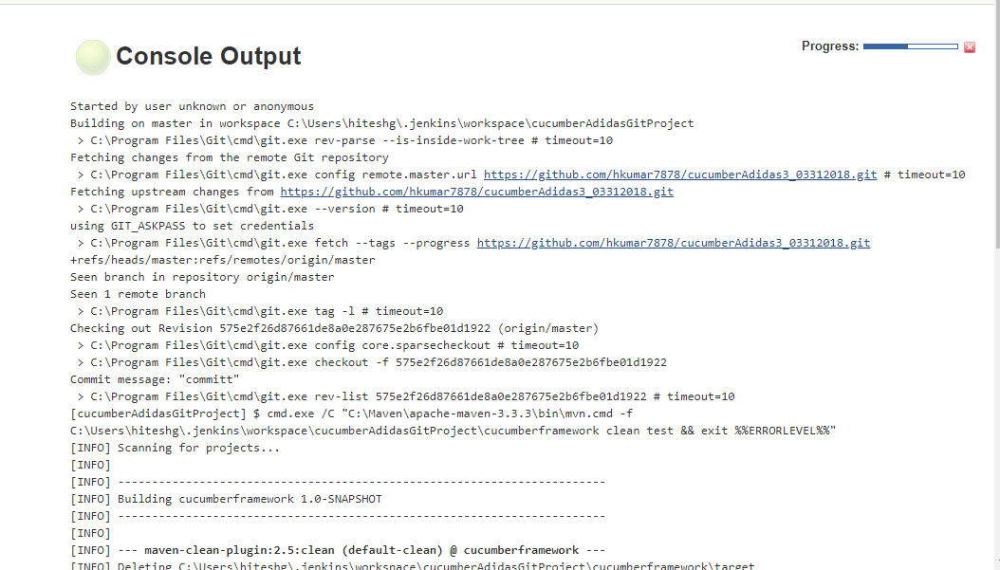 Console Output
Progress:
Started by user unknown or anonymous
Building on master in workspace C:\Users\hiteshg\.jenkins\workspace\cucumberAdidasGitProject
> C:\Program Files\Git\cmd\git.exe rev-parse --is-inside-work-tree # timeout=10
Fetching changes from the remote Git repository
> C:\Program Files\Git\cmd\git.exe config remote.master.url https://github.com/hkumar7878/cucumberAdidas3_03312018.git # timeout=10
Fetching upstream changes from https://github.com/hkumar7878/cucumberAdidas3_03312018.git
> C:\Program Files\Git\cmd\git.exe --version # timeout=10
using GIT_ASKPASS to set credentials
> C:\Program Files\Git\cmd\git.exe fetch --tags --progress https://github.com/hkumar7878/cucumberAdidas3_03312018.git
+refs/heads/master:refs/remotes/origin/master
Seen branch in repository origin/master
Seen 1 remote branch
> C:\Program Files\Git\cmd\git.exe tag -l # timeout=10
Checking out Revision 575e2f26d87661de8a0e287675e2b6fbe01d1922 (origin/master)
> C:\Program Files\Git\cmd\git.exe config core.sparsecheckout # timeout=10
> C:\Program Files\Git\cmd\git.exe checkout -f 575e2f26d87661de8a0e287675e2b6fbe01d1922
Commit message: "committ"
> C:\Program Files\Git\cmd\git.exe rev-list 575e2f26d87661de8a0e287675e2b6fbe01d1922 # timeout=10
[cucumberAdidasGitProject] $ cmd.exe /C "C:\Maven\apache-maven-3.3.3\bin\mvn.cmd -f
C:\Users\hiteshg\.jenkins\workspace\cucumberAdidasGitProject\cucumberframework clean test && exit %%ERRORLEVEL%%"
[INFO] Scanning for projects...
[INFO]
[INFO] ------------------------------------------------------------------------
[INFO] Building cucumberframework 1.0-SNAPSHOT
[INFO] ------------------------------------------------------------------------
[INFO]
[INFO] --- maven-clean-plugin:2.5:clean (default-clean) @ cucumberframework ---
[INFO] Deleting C:\Users\hiteshg\.jenkins\workspace\cucumberAdidasGitProject\cucumberframework\target